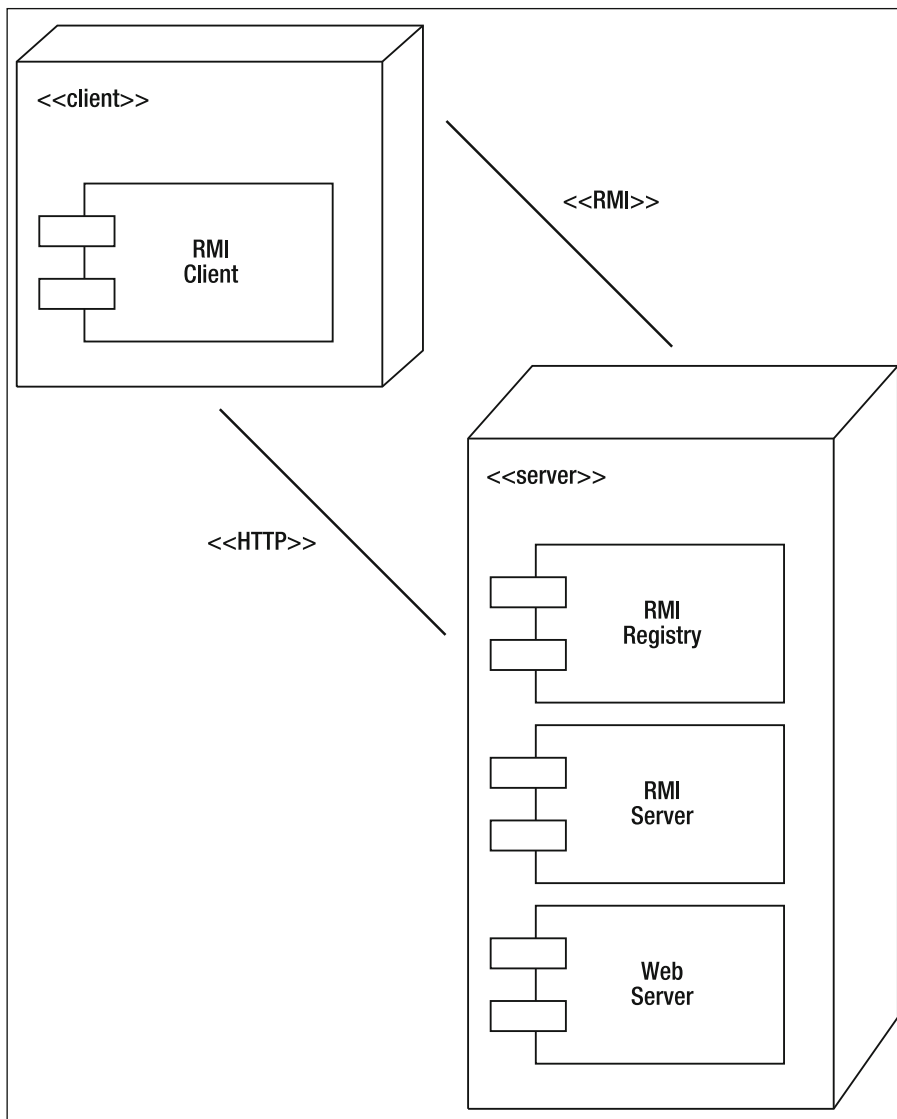 <<client>>
RMI
Client
<<RMI>>
<<HTTP>>
<<server>>
RMI
Registry
RMI
Server
Web
Server